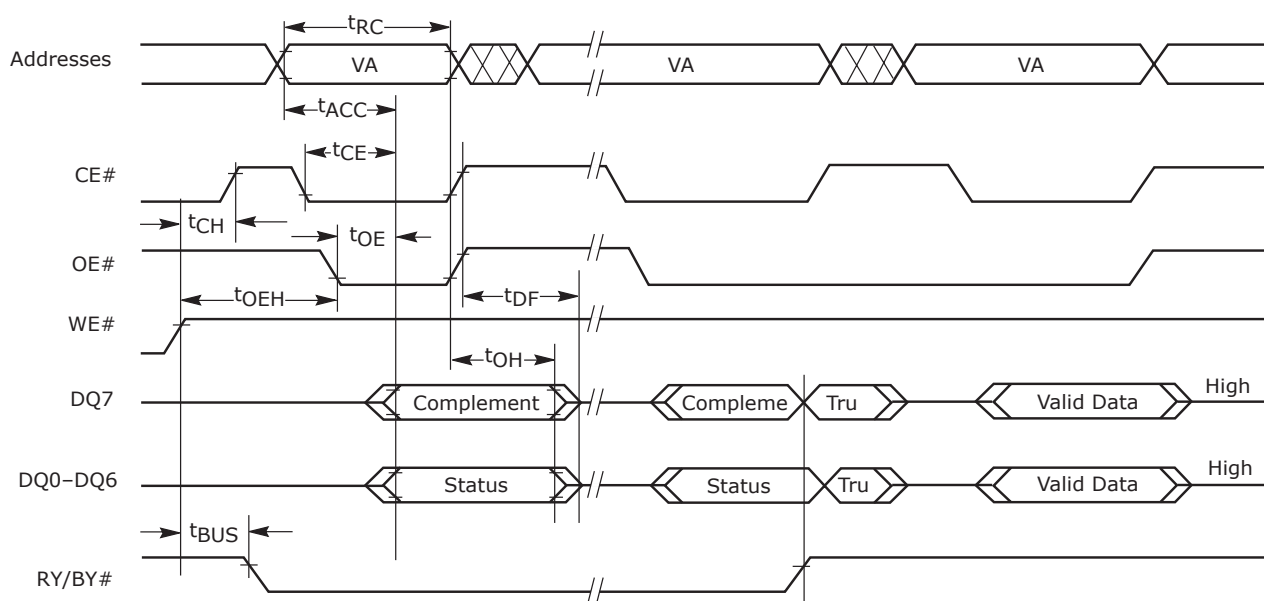 tRC
Addresses VA VA VA
tACC
tCE
CE#
tCH
tOE
OE#
tOEH
tDF
WE#
tOH
DQ7 Complement Compleme Tru Valid Data High
DQ0–DQ6 Status Status Tru Valid Data High
tBUS
RY/BY#